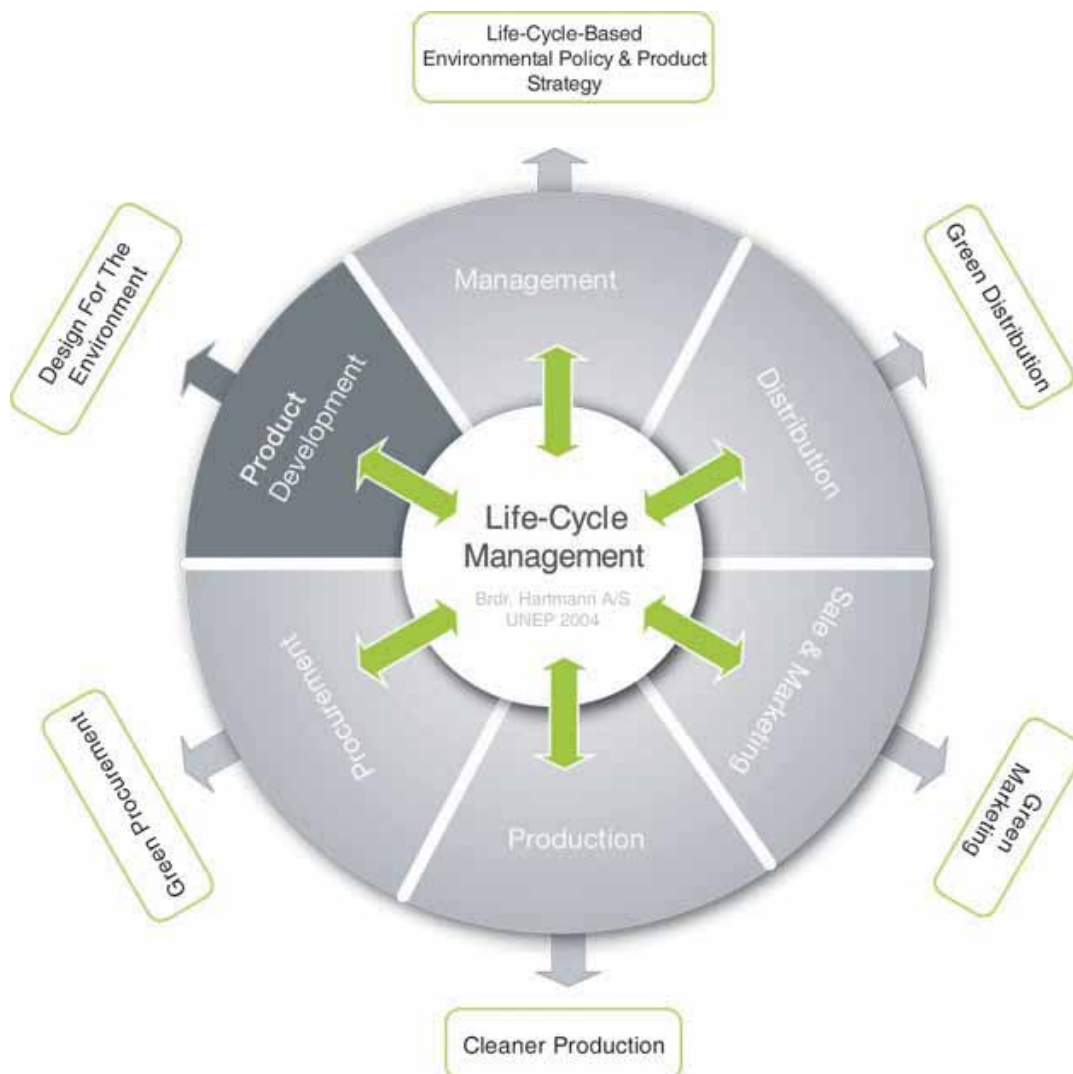 Life-Cycle-Based
Environmental Policy & Product
Strategy
Design For The
Environment
Green Distribution
Management
Product
Development
Distribution
Life-Cycle
Management
Brdr. Hartmann A/S
UNEP 2004
Procurement
Sale & Marketing
Production
Green Procurement
Green
Marketing
Cleaner Production